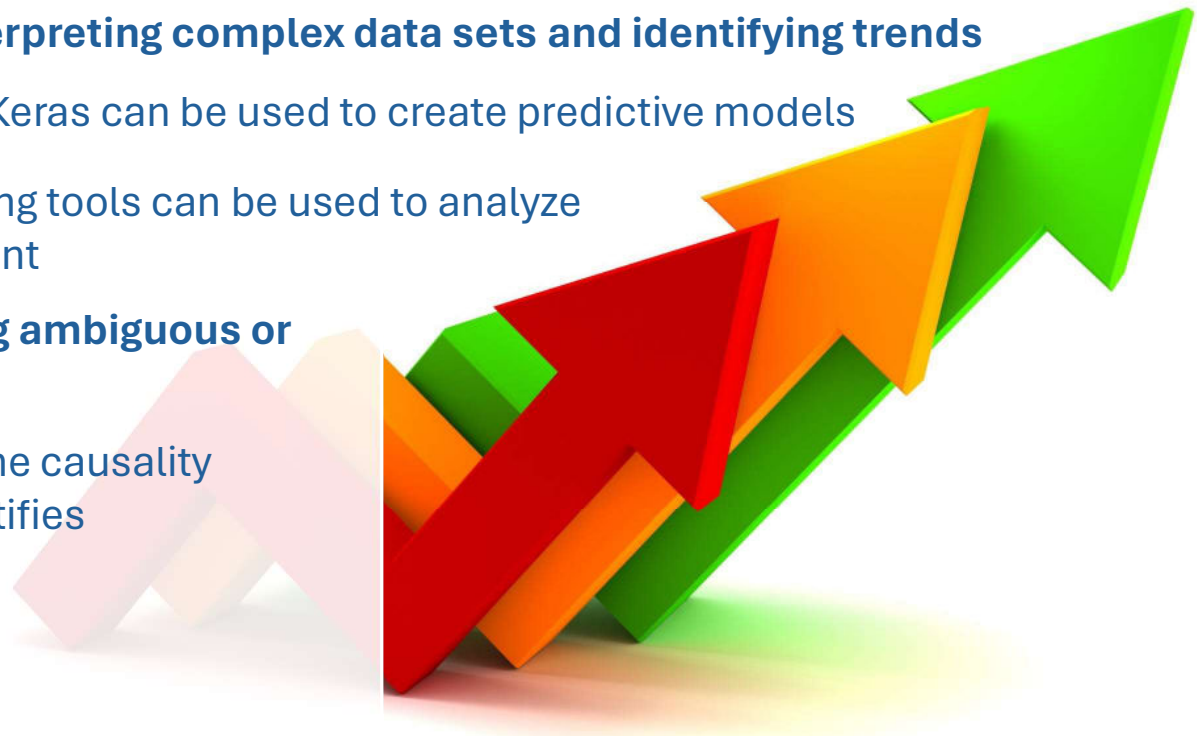 erpreting complex data sets and identifying trends
Keras can be used to create predictive models
ng tools can be used to analyze
nt
g ambiguous or
ne causality
tifies